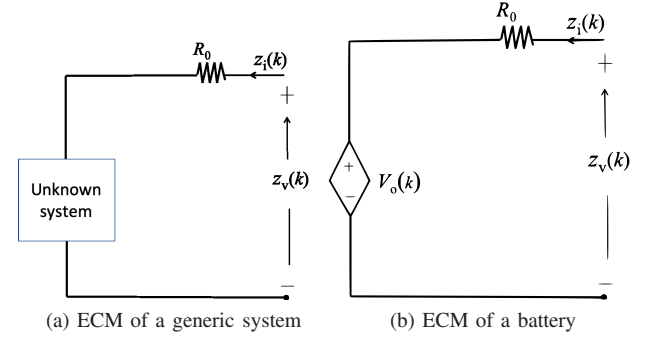 R₀
zᵢ(k)
+
Unknown
system
zᵥ(k)
−
(a) ECM of a generic system
R₀
zᵢ(k)
+
+
−
Vₒ(k)
zᵥ(k)
−
(b) ECM of a battery